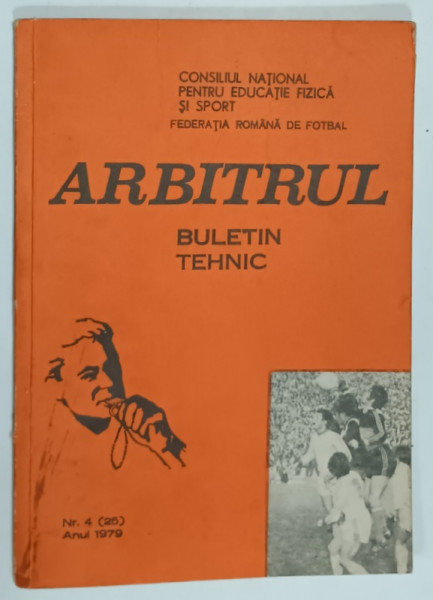 CONSILIUL NAȚIONAL
PENTRU EDUCAȚIE FIZICĂ
ȘI SPORT
FEDERAȚIA ROMÂNĂ DE FOTBAL
ARBITRUL
BULETIN
TEHNIC
Nr. 4 (25)
Anul 1979